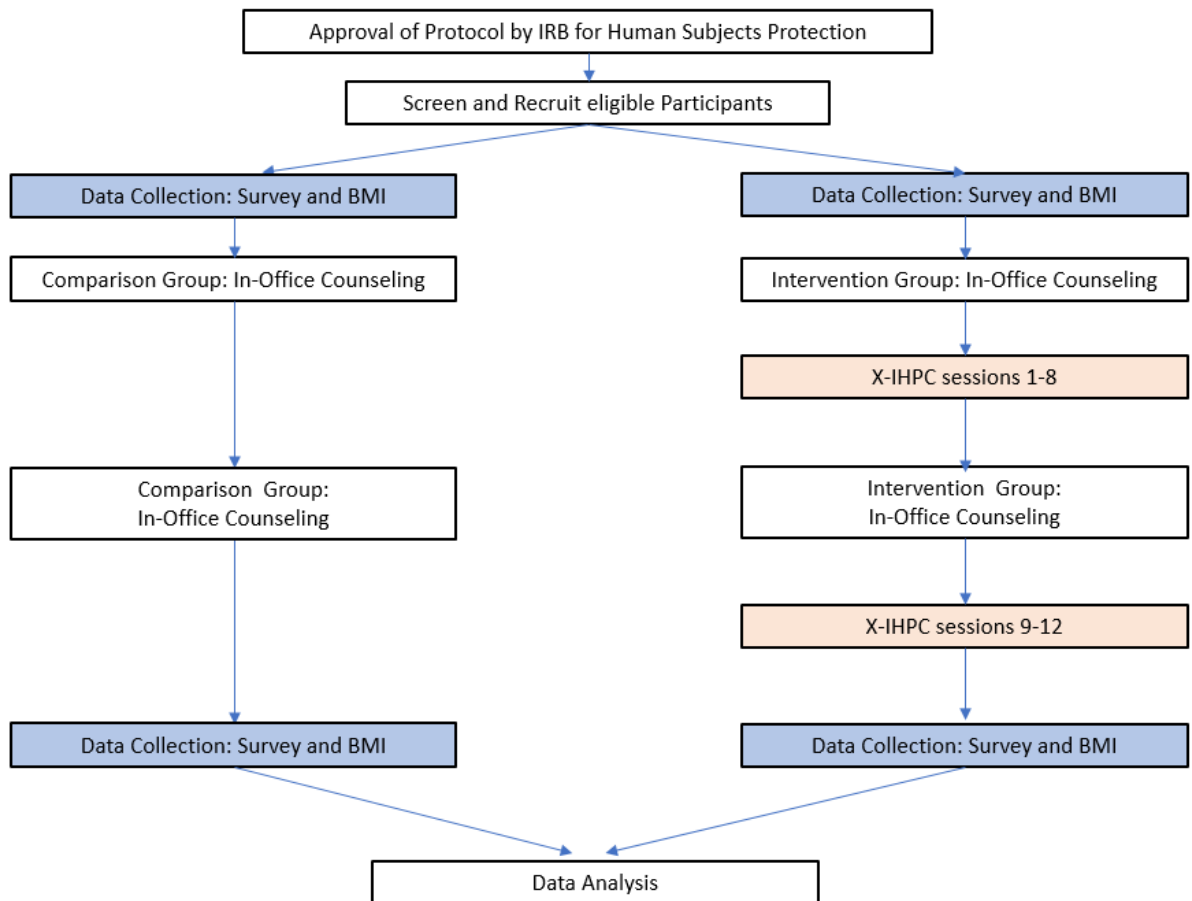 Approval of Protocol by IRB for Human Subjects Protection
Screen and Recruit eligible Participants
Data Collection: Survey and BMI
Data Collection: Survey and BMI
Comparison Group: In-Office Counseling
Intervention Group: In-Office Counseling
X-IHPC sessions 1-8
Comparison Group:
In-Office Counseling
Intervention Group:
In-Office Counseling
X-IHPC sessions 9-12
Data Collection: Survey and BMI
Data Collection: Survey and BMI
Data Analysis